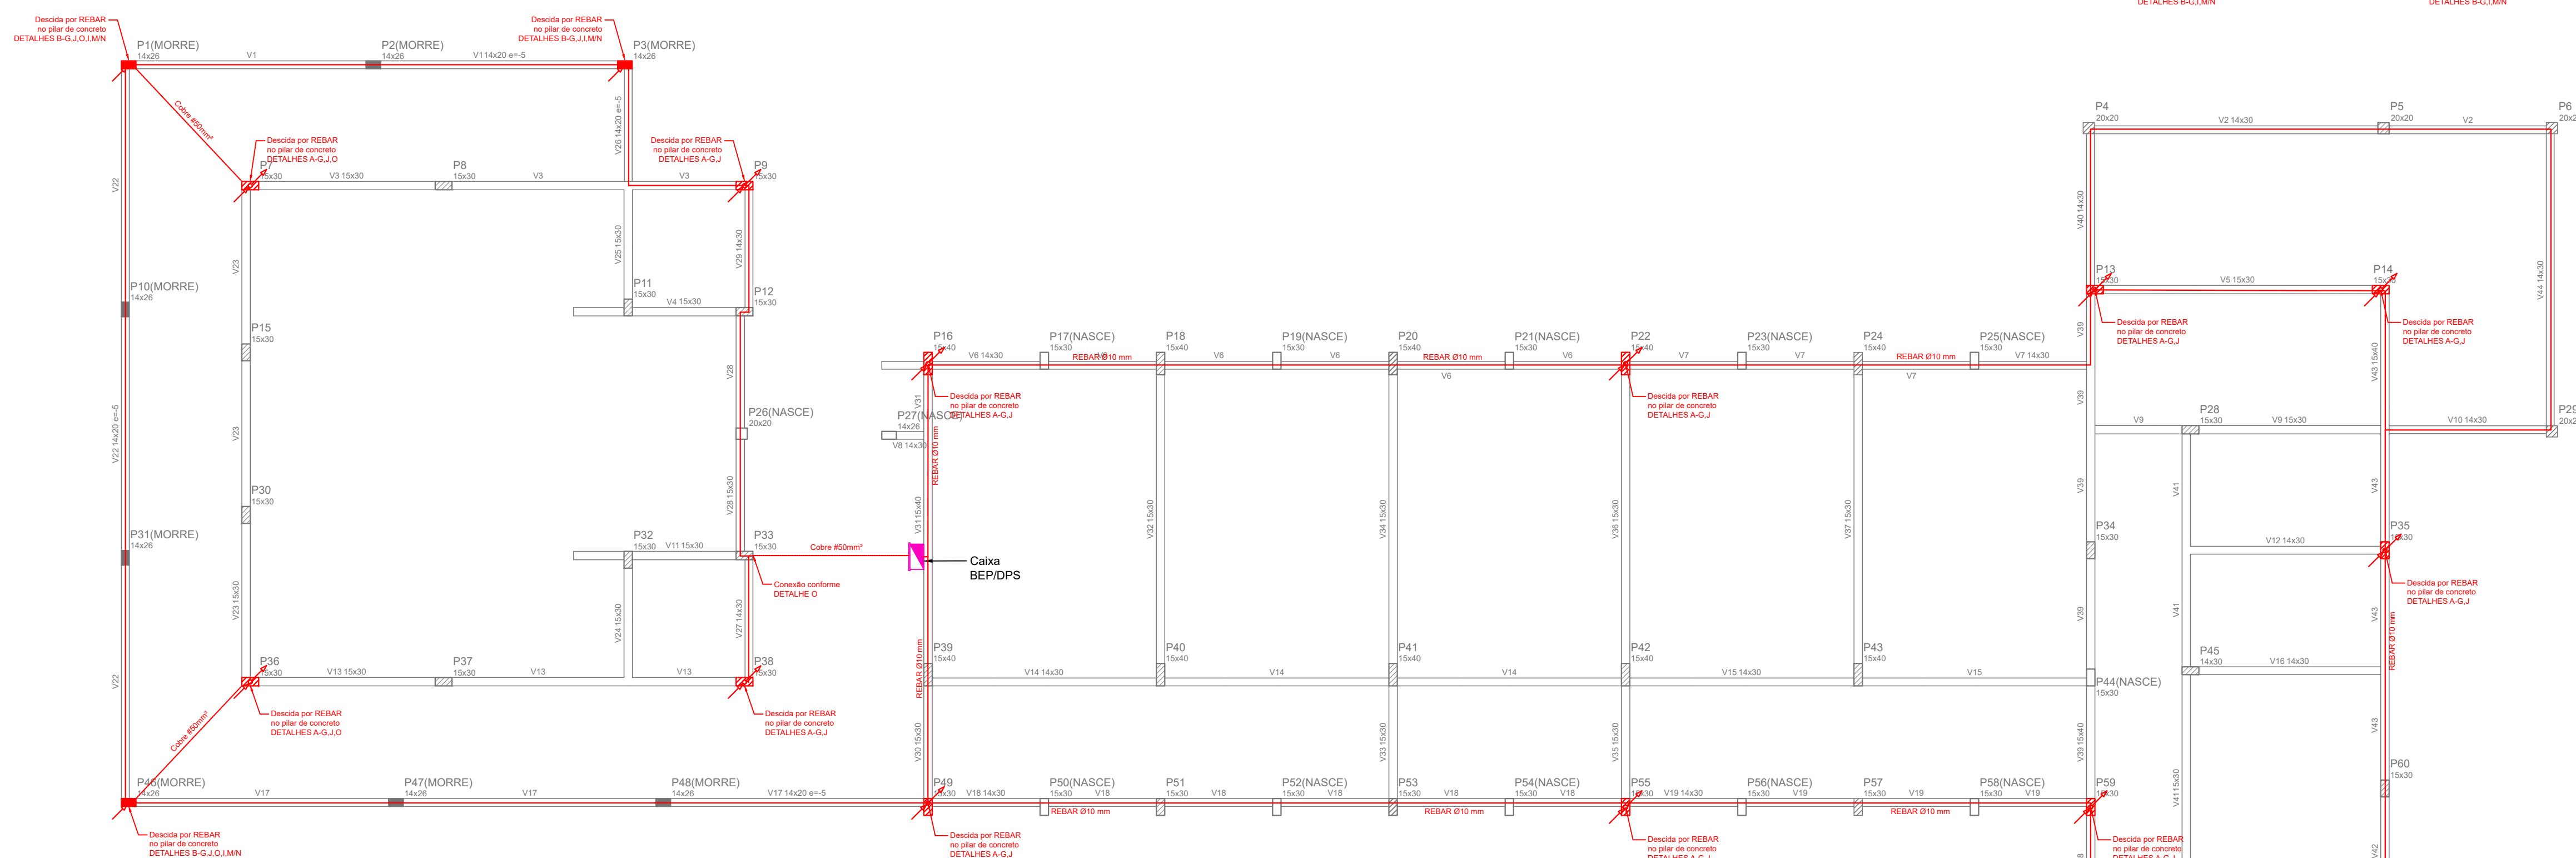 DETALHES B-G,I,M/N
DETALHES B-G,I,M/N
Descida por REBAR
no pilar de concreto
DETALHES B-G,J,O,I,M/N
Descida por REBAR
no pilar de concreto
DETALHES B-G,J,I,M/N
P1(MORRE)
14x26
V1
P2(MORRE)
14x26
V1 14x20 e=-5
P3(MORRE)
14x26
Cobre #50mm²
V26 14x20 e=-5
P4
20x20
V2 14x30
P5
20x20
V2
P6
Descida por REBAR
no pilar de concreto
DETALHES A-G,J,O
Descida por REBAR
no pilar de concreto
DETALHES A-G,J
P7
15x30
V3 15x30
P8
15x30
V3
V3
P9
15x30
V22
V40 14x30
V23
V25 15x30
V29 14x30
V44 14x30
P10(MORRE)
14x26
P11
15x30
V4 15x30
P12
15x30
P13
15x30
V5 15x30
P14
Descida por REBAR
no pilar de concreto
DETALHES A-G,J
Descida por REBAR
no pilar de concreto
DETALHES A-G,J
P15
15x30
P16
15x40
V6 14x30
P17(NASCE)
15x30
REBAR Ø10 mm
P18
15x40
V6
P19(NASCE)
15x30
V6
P20
15x40
REBAR Ø10 mm
V6
P21(NASCE)
15x30
V6
P22
15x40
V7
P23(NASCE)
15x30
V7
P24
15x40
REBAR Ø10 mm
V7
P25(NASCE)
15x30
V7 14x30
V39
V43 15x40
V28
V31
V39
Descida por REBAR
no pilar de concreto
DETALHES A-G,J
Descida por REBAR
no pilar de concreto
DETALHES A-G,J
P26(NASCE)
20x20
P27(NASCE)
14x26
V8 14x30
REBAR Ø10 mm
V9
P28
15x30
V9 15x30
V10 14x30
P29
V22 14x20 e=-5
V23
V28 15x30
V31 15x40
V32 15x30
V34 15x30
V36 15x30
V37 15x30
V39
V41
V43
P30
15x30
P31(MORRE)
14x26
P32
15x30
V11 15x30
P33
15x30
Cobre #50mm²
Caixa
BEP/DPS
Conexão conforme
DETALHE O
P34
15x30
V12 14x30
P35
15x30
Descida por REBAR
no pilar de concreto
DETALHES A-G,J
V23 15x30
V24 15x30
V27 14x30
V39
V41
V43
REBAR Ø10 mm
REBAR Ø10 mm
P36
15x30
V13 15x30
P37
15x30
V13
V13
P38
15x30
P39
15x40
V14 14x30
P40
15x40
V14
P41
15x40
V14
P42
15x40
V15 14x30
P43
15x40
V15
P44(NASCE)
15x30
P45
14x30
V16 14x30
V22
Cobre #50mm²
Descida por REBAR
no pilar de concreto
DETALHES A-G,J,O
Descida por REBAR
no pilar de concreto
DETALHES A-G,J
V30 15x30
V33 15x30
V35 15x30
V39 15x40
V41 15x30
V43
P46(MORRE)
14x26
V17
P47(MORRE)
14x26
V17
P48(MORRE)
14x26
V17 14x20 e=-5
P49
15x30
V18 14x30
P50(NASCE)
15x30
REBAR Ø10 mm
P51
15x30
V18
P52(NASCE)
15x30
V18
P53
15x30
V18
REBAR Ø10 mm
P54(NASCE)
15x30
V18
P55
15x30
V19 14x30
P56(NASCE)
15x30
V19
P57
15x30
V19
REBAR Ø10 mm
P58(NASCE)
15x30
V19
P59
15x30
P60
15x30
V42
Descida por REBAR
no pilar de concreto
DETALHES B-G,J,O,I,M/N
Descida por REBAR
no pilar de concreto
DETALHES A-G,J
Descida por REBAR
no pilar de concreto
Descida por REBAR
no pilar de concreto